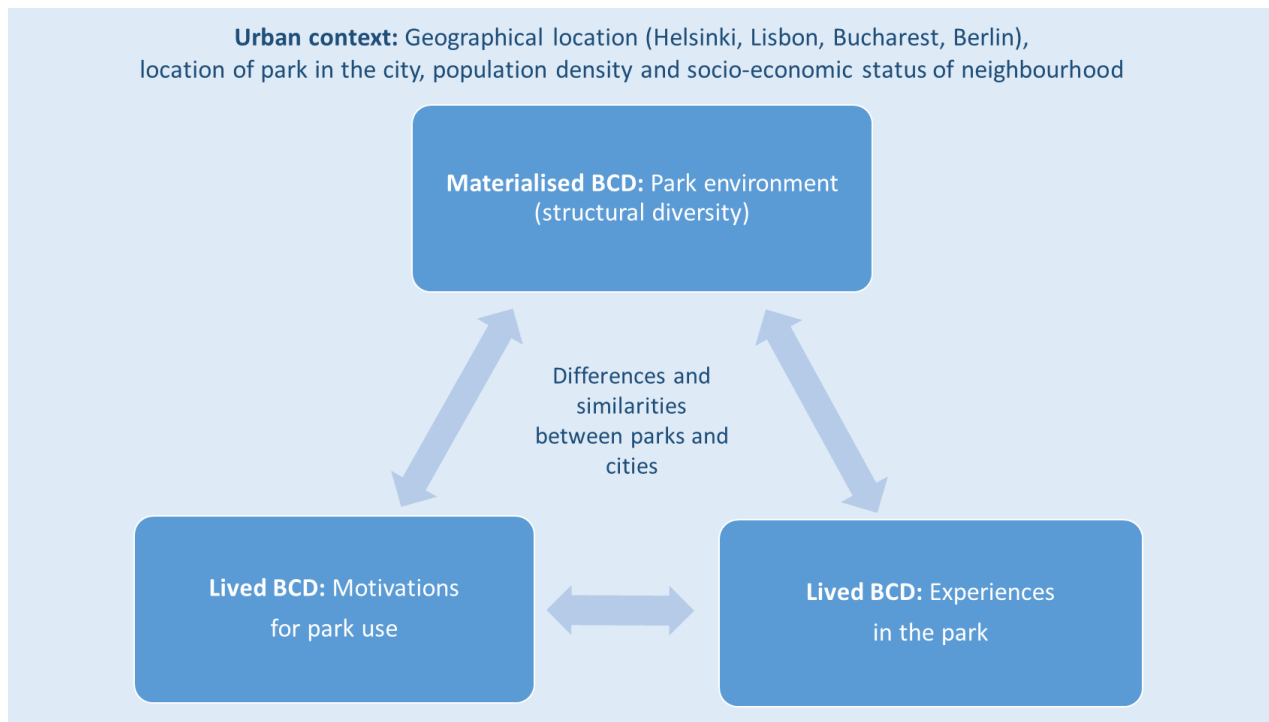 Urban context: Geographical location (Helsinki, Lisbon, Bucharest, Berlin),
location of park in the city, population density and socio-economic status of neighbourhood
Materialised BCD: Park environment
(structural diversity)
Differences and
similarities
between parks and
cities
Lived BCD: Motivations
for park use
Lived BCD: Experiences
in the park